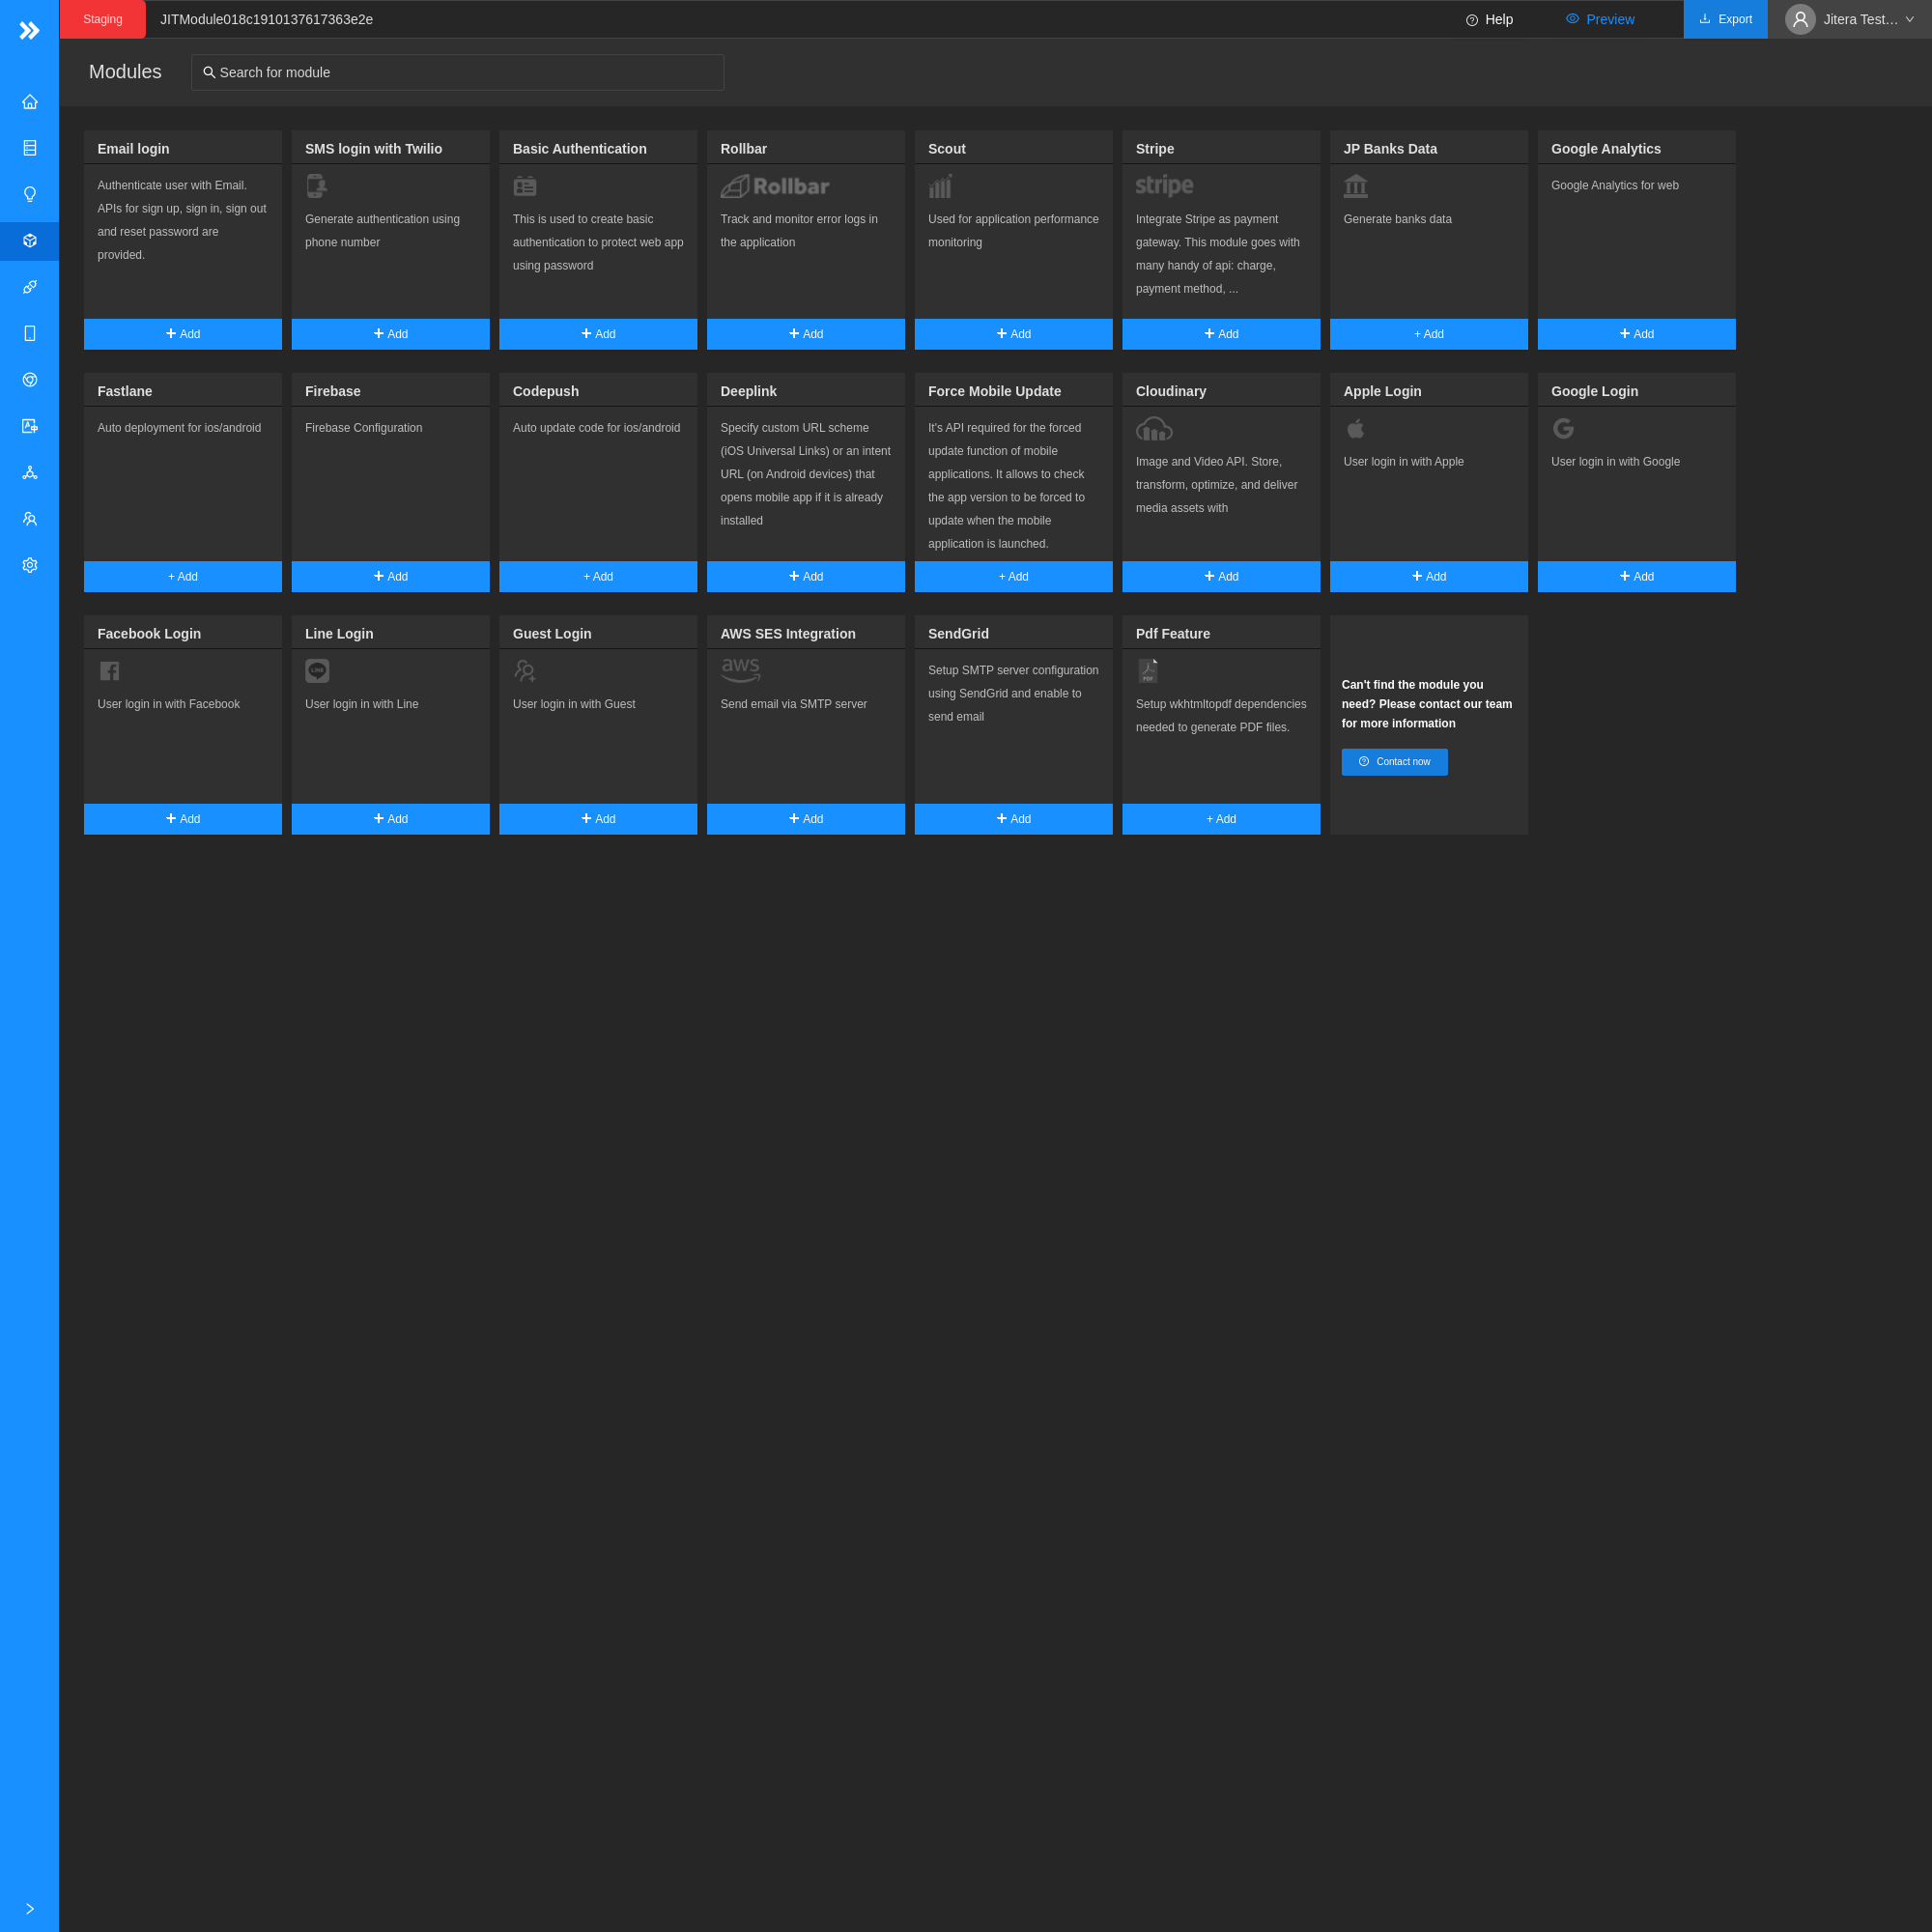 Staging
JITModule018c1910137617363e2e
Help
Preview
Export
Jitera Test…
Modules
Search for module
Email login
Authenticate user with Email.
APIs for sign up, sign in, sign out
and reset password are
provided.
Add
SMS login with Twilio
Generate authentication using
phone number
Add
Basic Authentication
This is used to create basic
authentication to protect web app
using password
Add
Rollbar
Rollbar
Track and monitor error logs in
the application
Add
Scout
Used for application performance
monitoring
Add
Stripe
stripe
Integrate Stripe as payment
gateway. This module goes with
many handy of api: charge,
payment method, ...
Add
JP Banks Data
Generate banks data
+ Add
Google Analytics
Google Analytics for web
Add
Fastlane
Auto deployment for ios/android
+ Add
Firebase
Firebase Configuration
Add
Codepush
Auto update code for ios/android
+ Add
Deeplink
Specify custom URL scheme
(iOS Universal Links) or an intent
URL (on Android devices) that
opens mobile app if it is already
installed
Add
Force Mobile Update
It's API required for the forced
update function of mobile
applications. It allows to check
the app version to be forced to
update when the mobile
application is launched.
+ Add
Cloudinary
Image and Video API. Store,
transform, optimize, and deliver
media assets with
Add
Apple Login
User login in with Apple
Add
Google Login
User login in with Google
Add
Facebook Login
User login in with Facebook
Add
Line Login
LINE
User login in with Line
Add
Guest Login
User login in with Guest
Add
AWS SES Integration
aws
Send email via SMTP server
Add
SendGrid
Setup SMTP server configuration
using SendGrid and enable to
send email
Add
Pdf Feature
PDF
Setup wkhtmltopdf dependencies
needed to generate PDF files.
+ Add
Can't find the module you
need? Please contact our team
for more information
Contact now